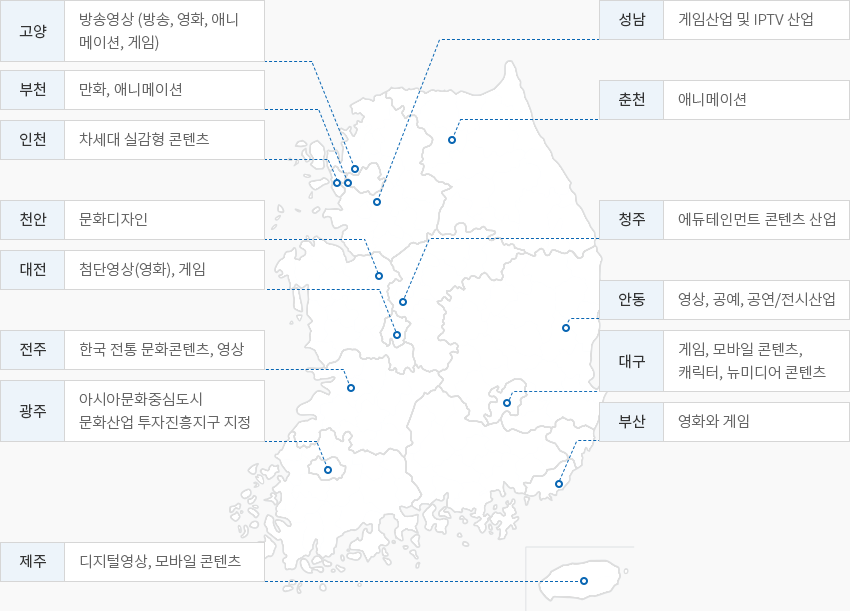 고양
방송영상 (방송, 영화, 애니
메이션, 게임)
부천
만화, 애니메이션
인천
차세대 실감형 콘텐츠
천안
문화디자인
대전
첨단영상(영화), 게임
전주
한국 전통 문화콘텐츠, 영상
광주
아시아문화중심도시
문화산업 투자진흥지구 지정
제주
디지털영상, 모바일 콘텐츠
성남
게임산업 및 IPTV 산업
춘천
애니메이션
청주
에듀테인먼트 콘텐츠 산업
안동
영상, 공예, 공연/전시산업
대구
게임, 모바일 콘텐츠,
캐릭터, 뉴미디어 콘텐츠
부산
영화와 게임